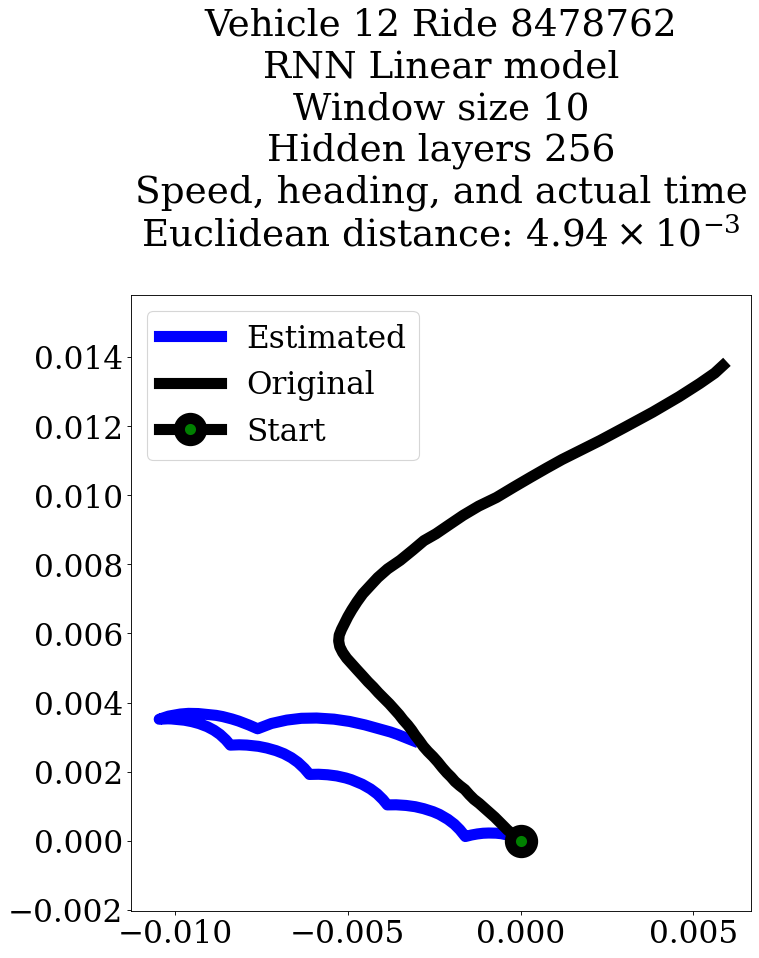 Vehicle 12 Ride 8478762
RNN Linear model
Window size 10
Hidden layers 256
Speed, heading, and actual time
Euclidean distance: 4.94 × 10⁻³
Estimated
Original
Start
0.014
0.012
0.010
0.008
0.006
0.004
0.002
0.000
−0.002
−0.010 −0.005 0.000 0.005